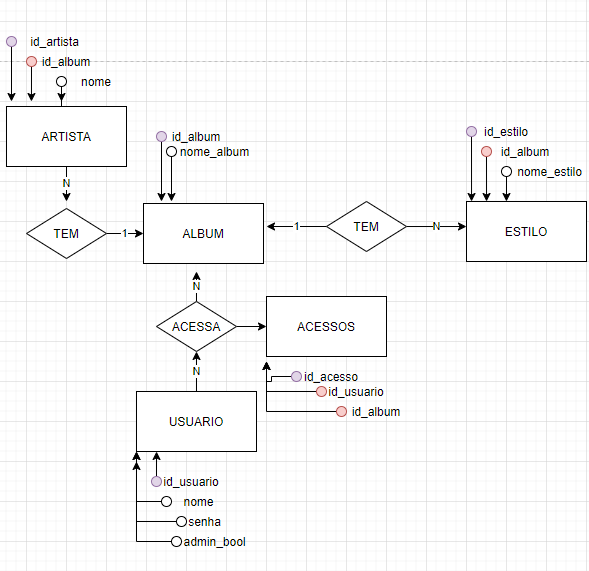 id_artista
id_album
nome
ARTISTA
N
TEM
1
id_album
nome_album
ALBUM
1
TEM
N
id_estilo
id_album
nome_estilo
ESTILO
N
ACESSA
ACESSOS
N
id_acesso
id_usuario
id_album
USUARIO
id_usuario
nome
senha
admin_bool